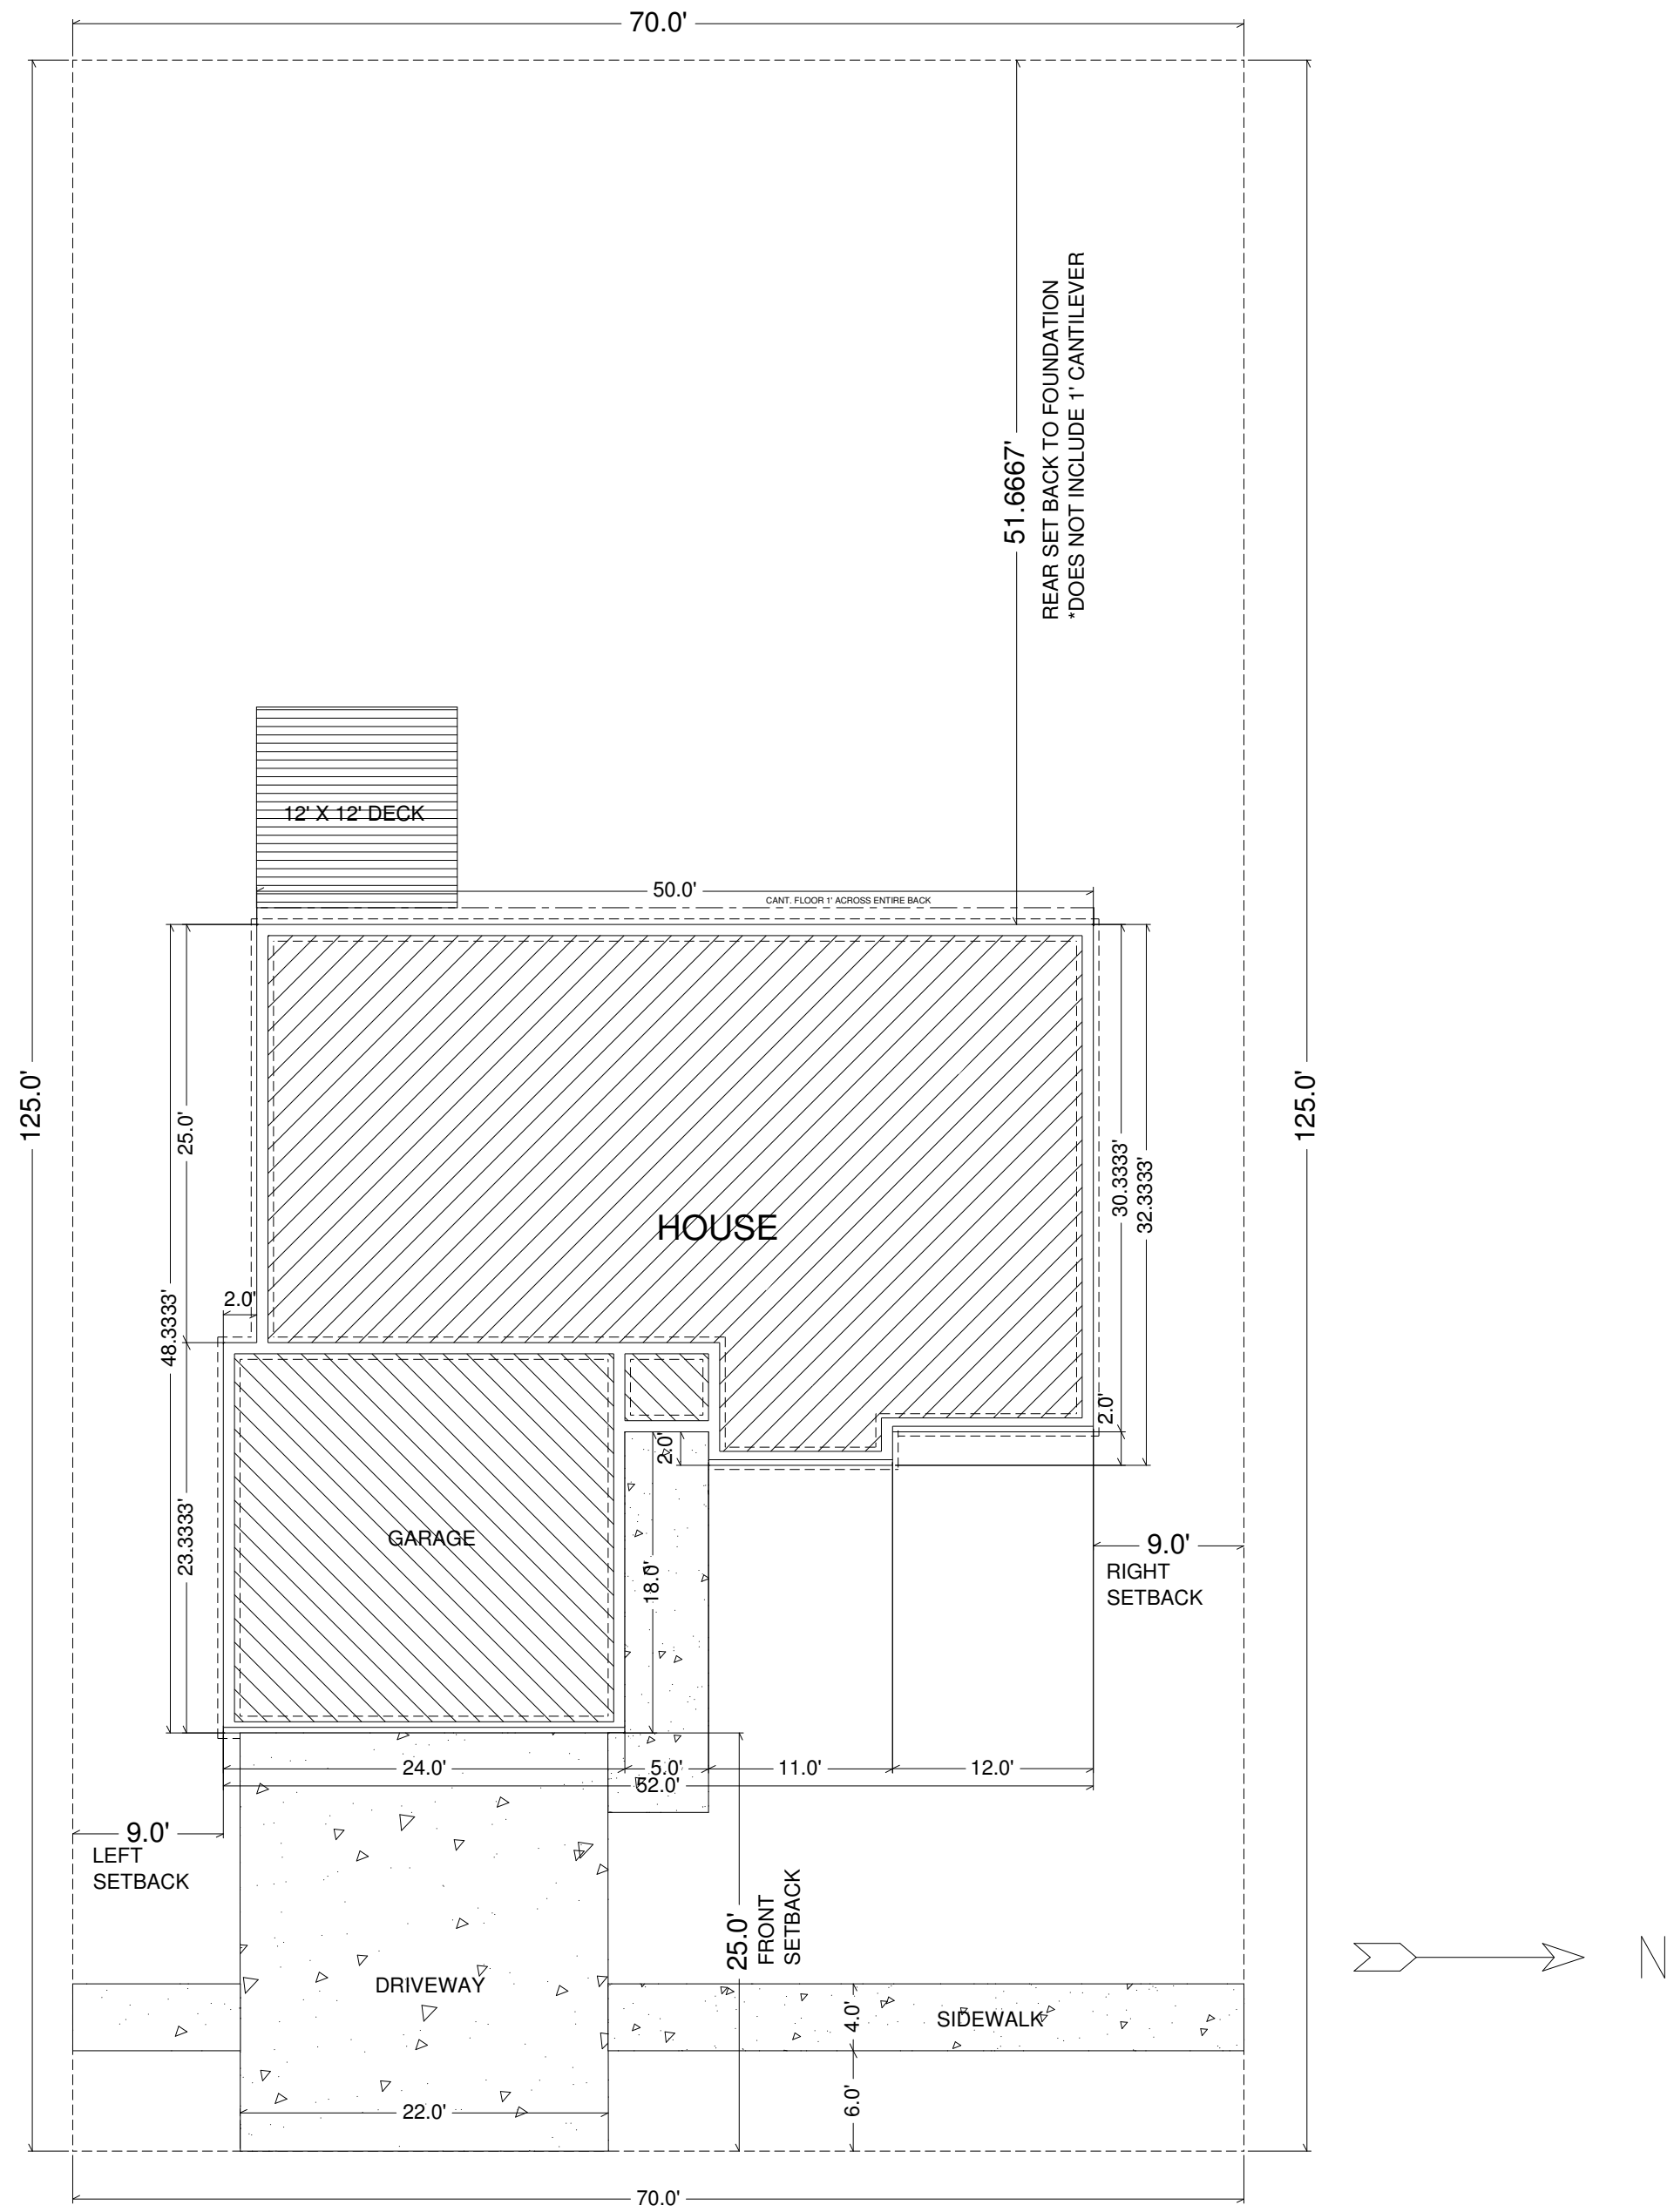 70.0'
125.0'
51.6667'
REAR SET BACK TO FOUNDATION
*DOES NOT INCLUDE 1' CANTILEVER
12' X 12' DECK
50.0'
CANT. FLOOR 1' ACROSS ENTIRE BACK
125.0'
25.0'
30.3333'
32.3333'
HOUSE
2.0'
48.3333'
2.0'
2.0'
23.3333'
GARAGE
18.0'
9.0'
RIGHT
SETBACK
24.0'
5.0'
11.0'
12.0'
52.0'
9.0'
LEFT
SETBACK
25.0'
FRONT
SETBACK
N
DRIVEWAY
4.0'
SIDEWALK
6.0'
22.0'
70.0'